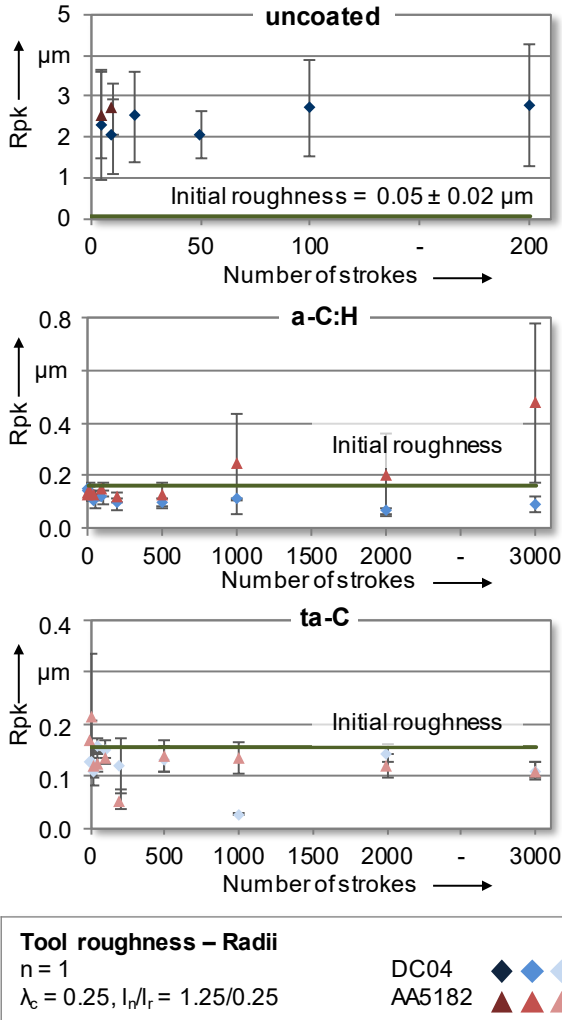 uncoated
5
µm
3
2
1
0
Rpk
Initial roughness = 0.05 ± 0.02 µm
0 50 100 - 200
Number of strokes
a-C:H
0.8
µm
0.4
0.2
0.0
Rpk
Initial roughness
0 500 1000 1500 2000 - 3000
Number of strokes
ta-C
0.4
µm
0.2
0.1
0.0
Rpk
Initial roughness
0 500 1000 1500 2000 - 3000
Number of strokes
Tool roughness – Radii
n = 1 DC04
λc = 0.25, ln/lr = 1.25/0.25 AA5182